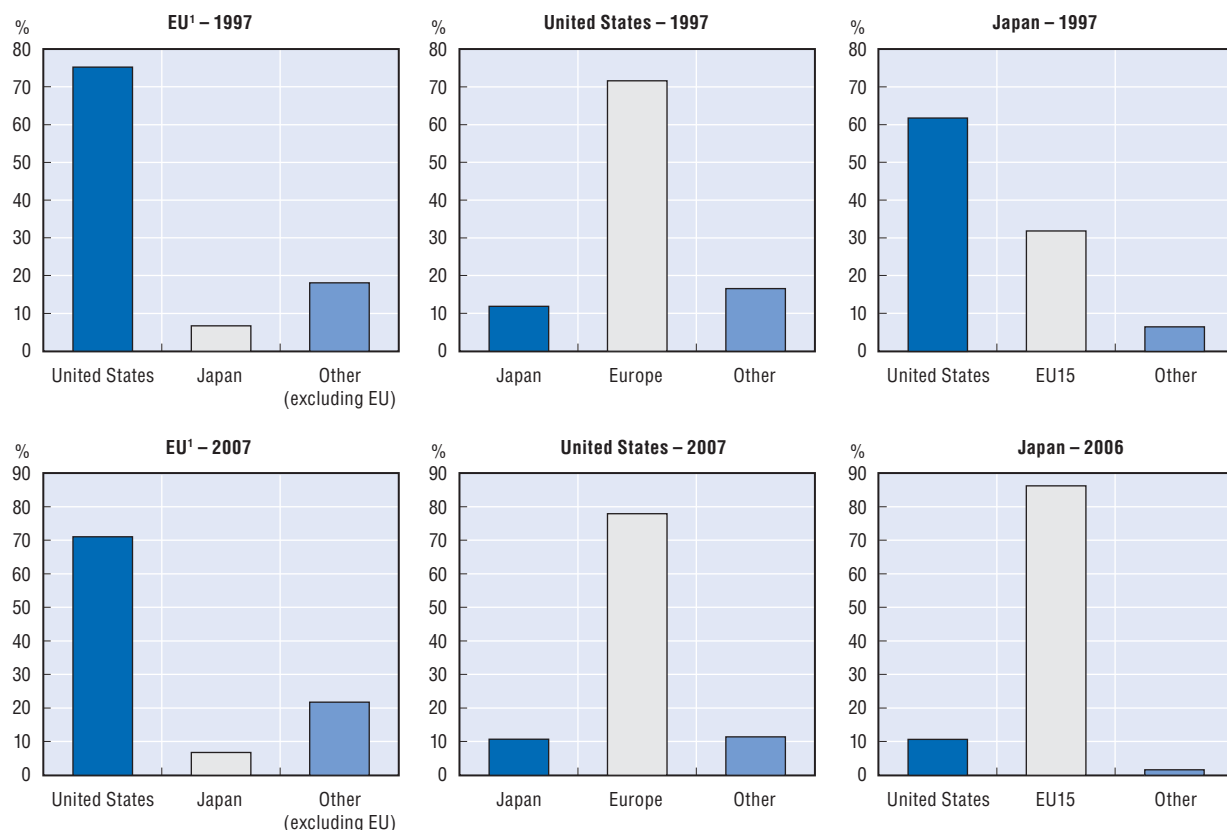 EU¹ – 1997
%
80
70
60
50
40
30
20
10
0
United States
Japan
Other
(excluding EU)
United States – 1997
%
80
70
60
50
40
30
20
10
0
Japan
Europe
Other
Japan – 1997
%
80
70
60
50
40
30
20
10
0
United States
EU15
Other
EU¹ – 2007
%
90
80
70
60
50
40
30
20
10
0
United States
Japan
Other
(excluding EU)
United States – 2007
%
90
80
70
60
50
40
30
20
10
0
Japan
Europe
Other
Japan – 2006
%
90
80
70
60
50
40
30
20
10
0
United States
EU15
Other